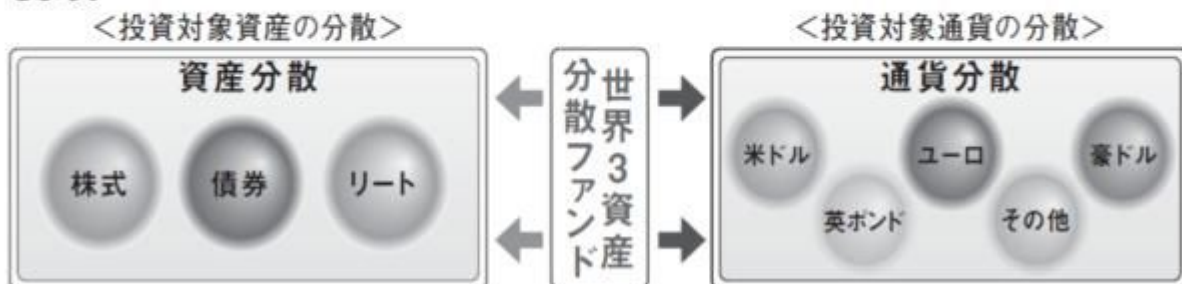 ＜投資対象資産の分散＞
資産分散
株式
債券
リート
世界3資産
分散ファンド
＜投資対象通貨の分散＞
通貨分散
米ドル
ユーロ
豪ドル
英ポンド
その他